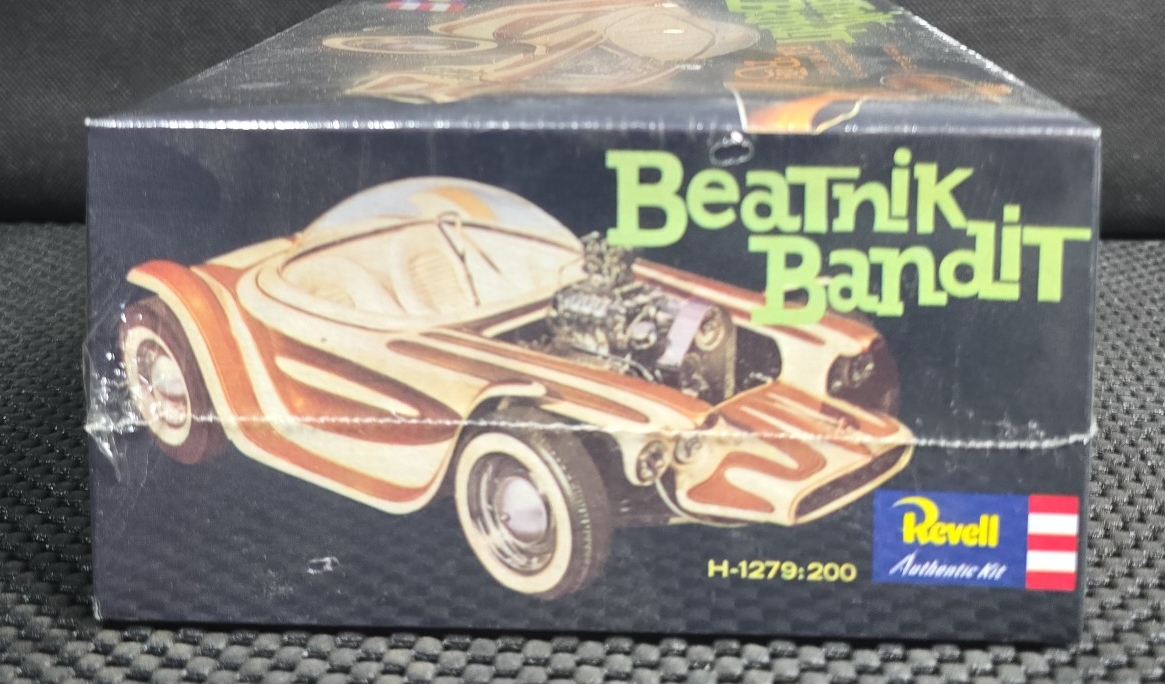 Beatnik
Bandit
H-1279:200
Revell
Authentic Kit